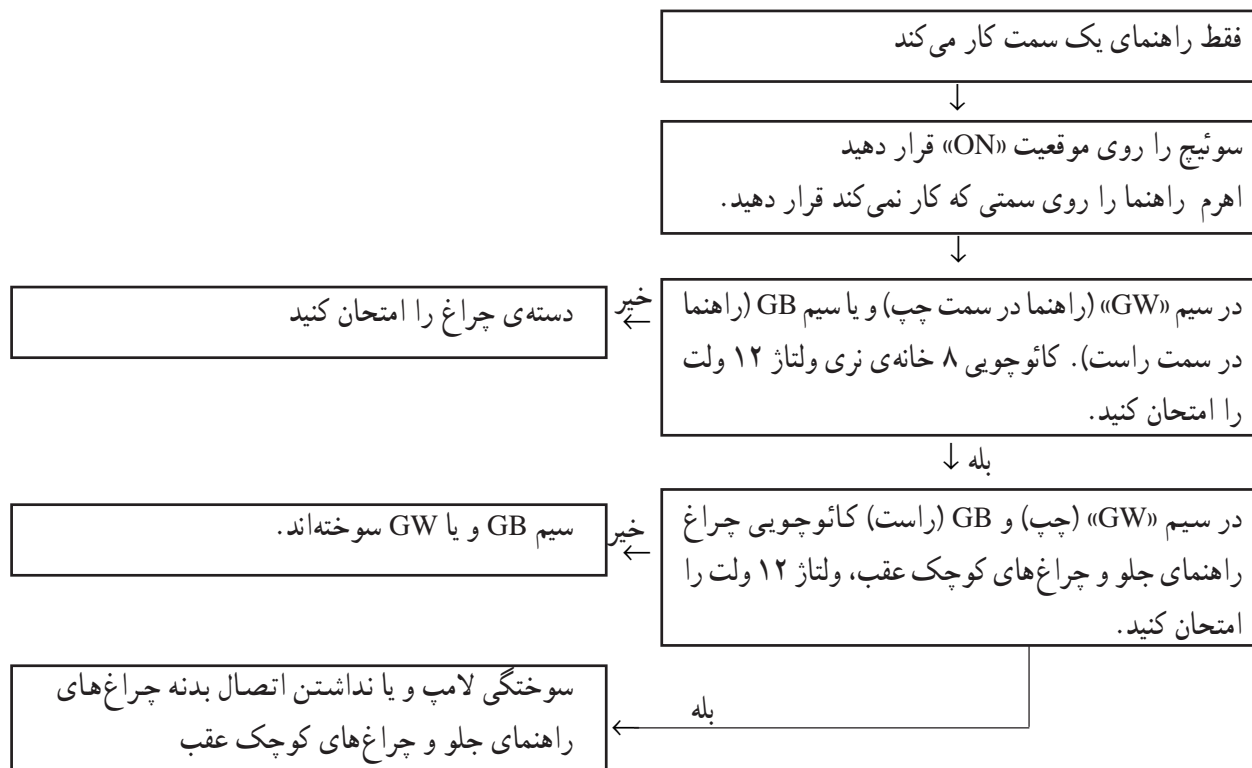 فقط راهنمای یک سمت کار می‌کند
↓
سوئیچ را روی موقعیت «ON» قرار دهید
اهرم راهنما را روی سمتی که کار نمی‌کند قرار دهید.
↓
در سیم «GW» (راهنما در سمت چپ) و یا سیم GB (راهنما
در سمت راست). کائوچویی ۸ خانه‌ی نری ولتاژ ۱۲ ولت
را امتحان کنید.
خیر
←
دسته‌ی چراغ را امتحان کنید
بله ↓
در سیم «GW» (چپ) و GB (راست) کائوچویی چراغ
راهنمای جلو و چراغ‌های کوچک عقب، ولتاژ ۱۲ ولت را
امتحان کنید.
خیر
←
سیم GB و یا GW سوخته‌اند.
بله
←
سوختگی لامپ و یا نداشتن اتصال بدنه چراغ‌های
راهنمای جلو و چراغ‌های کوچک عقب